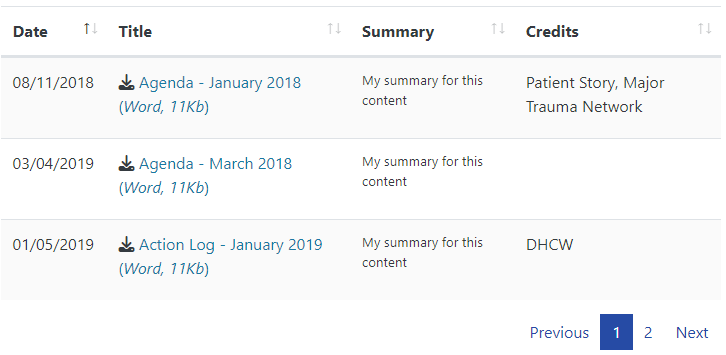 Date Title Summary Credits
08/11/2018 Agenda - January 2018 My summary for this Patient Story, Major
(Word, 11Kb) content Trauma Network
03/04/2019 Agenda - March 2018 My summary for this
(Word, 11Kb) content
01/05/2019 Action Log - January 2019 My summary for this DHCW
(Word, 11Kb) content
Previous 1 2 Next